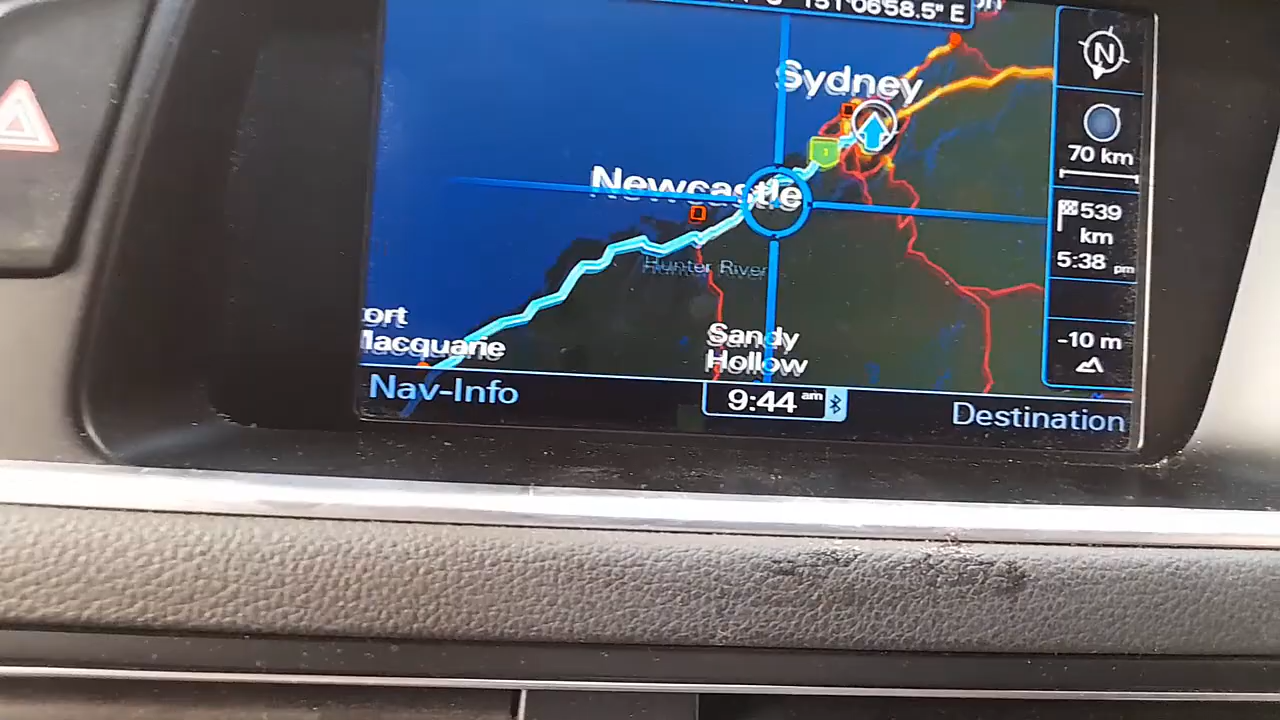 151°06'58.5" E
N
Sydney
70 km
Newcastle
539
km
5:38 pm
Hunter River
Macquarie
Sandy
Hollow
-10 m
Nav-Info
9:44 am
Destination